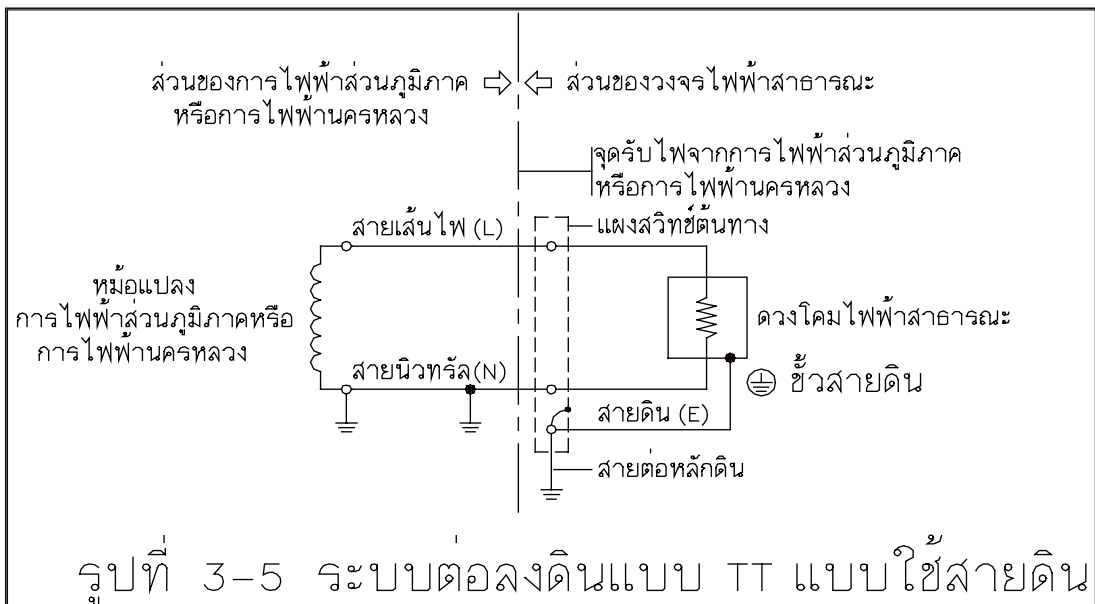 ส่วนของการไฟฟ้าส่วนภูมิภาค
หรือการไฟฟ้านครหลวง
ส่วนของวงจรไฟฟ้าสาธารณะ
จุดรับไฟจากการไฟฟ้าส่วนภูมิภาค
หรือการไฟฟ้านครหลวง
แผงสวิทช์ต้นทาง
สายเส้นไฟ (L)
หม้อแปลง
การไฟฟ้าส่วนภูมิภาคหรือ
การไฟฟ้านครหลวง
ดวงโคมไฟฟ้าสาธารณะ
สายนิวทรัล(N)
ขั้วสายดิน
สายดิน (E)
สายต่อหลักดิน
รูปที่ 3-5 ระบบต่อลงดินแบบ TT แบบใช้สายดิน